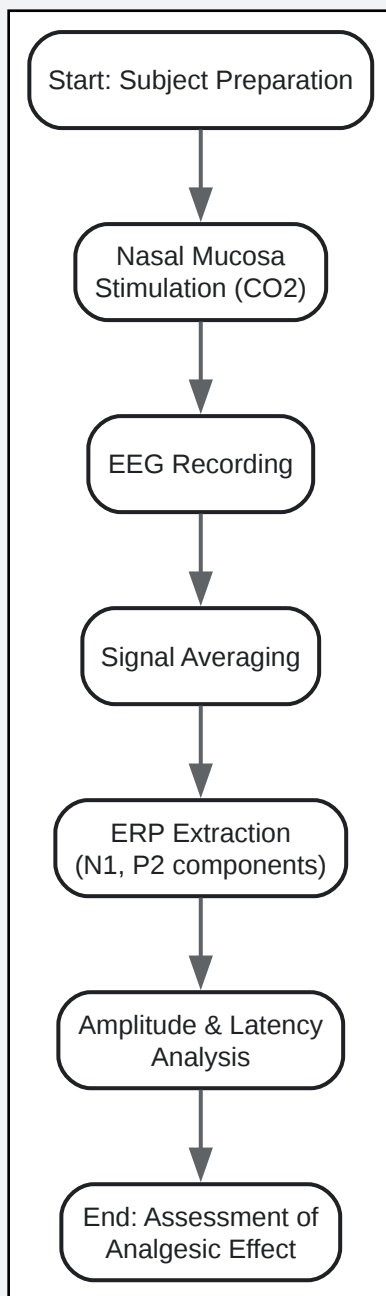 Start: Subject Preparation
Nasal Mucosa
Stimulation (CO2)
EEG Recording
Signal Averaging
ERP Extraction
(N1, P2 components)
Amplitude & Latency
Analysis
End: Assessment of
Analgesic Effect